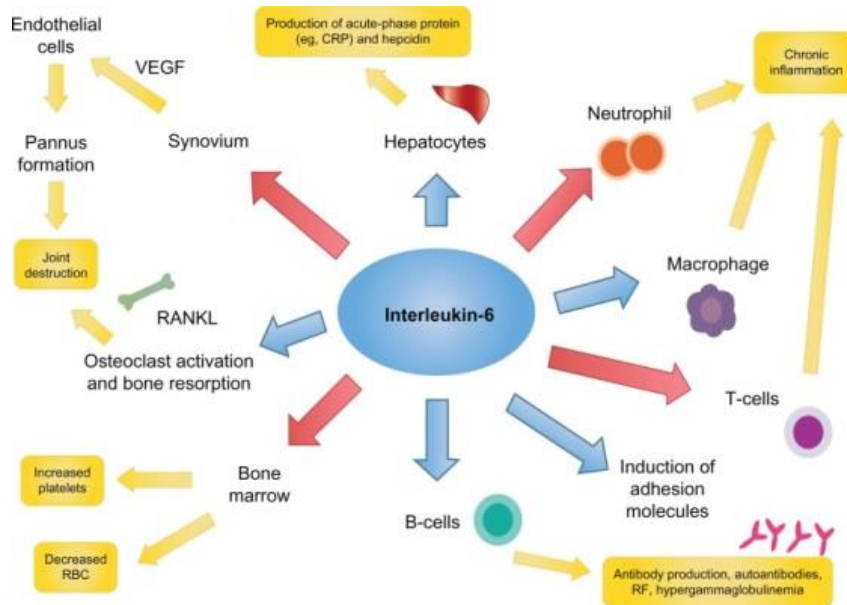 Endothelial
cells
VEGF
Production of acute-phase protein
(eg, CRP) and hepcidin
Chronic
inflammation
Neutrophil
Pannus
formation
Synovium
Hepatocytes
Joint
destruction
Macrophage
RANKL
Interleukin-6
Osteoclast activation
and bone resorption
T-cells
Increased
platelets
Bone
marrow
Induction of
adhesion
molecules
B-cells
Decreased
RBC
Antibody production, autoantibodies,
RF, hypergammaglobulinemia